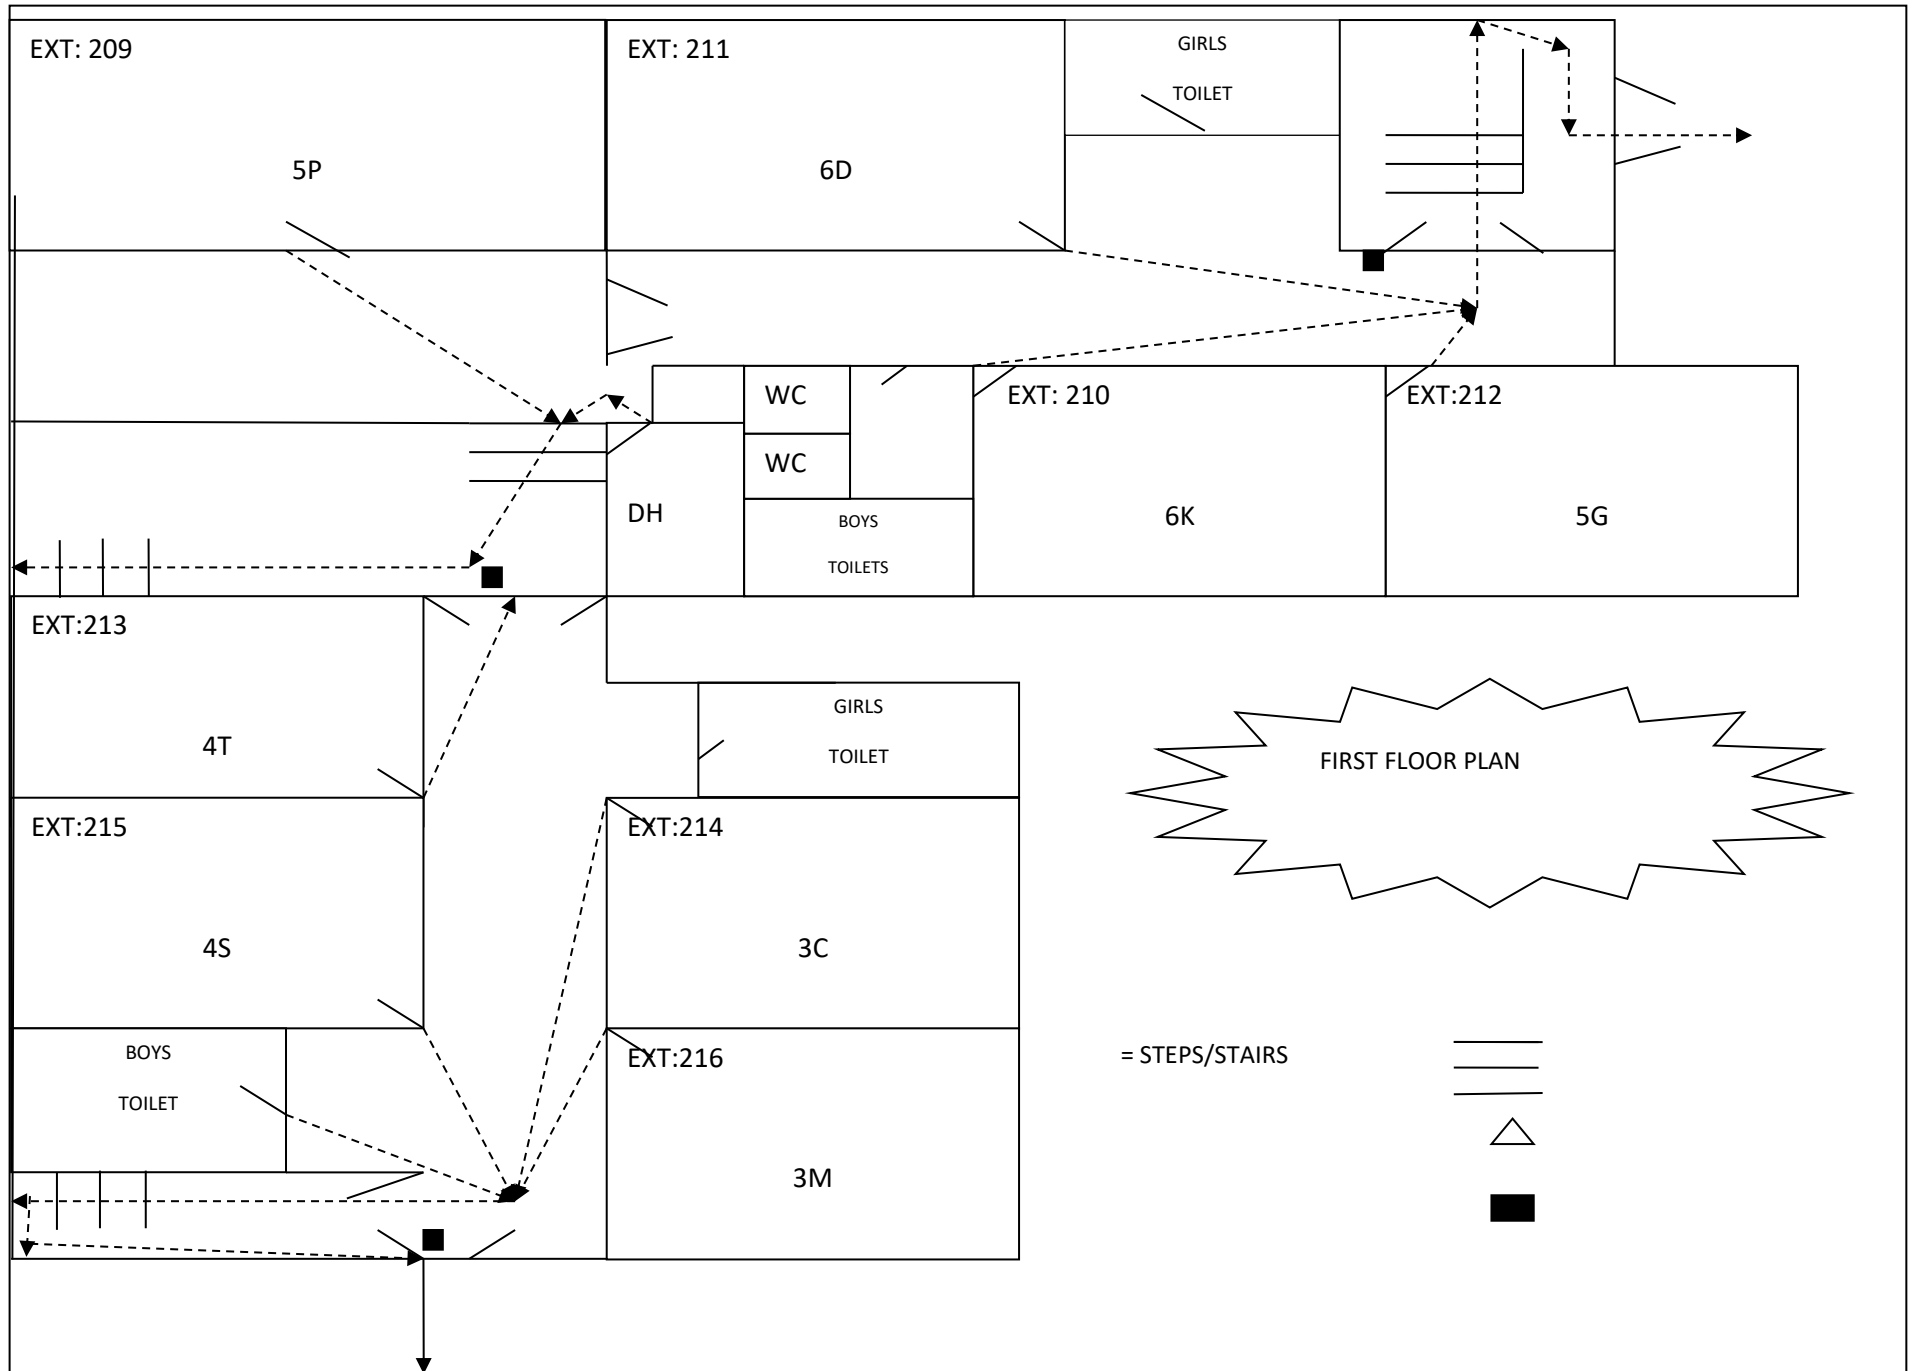 EXT: 209
EXT: 211
GIRLS
TOILET
5P
6D
WC
EXT: 210
EXT:212
WC
DH
BOYS
TOILETS
6K
5G
EXT:213
4T
GIRLS
TOILET
FIRST FLOOR PLAN
EXT:215
EXT:214
4S
3C
BOYS
TOILET
EXT:216
= STEPS/STAIRS
3M